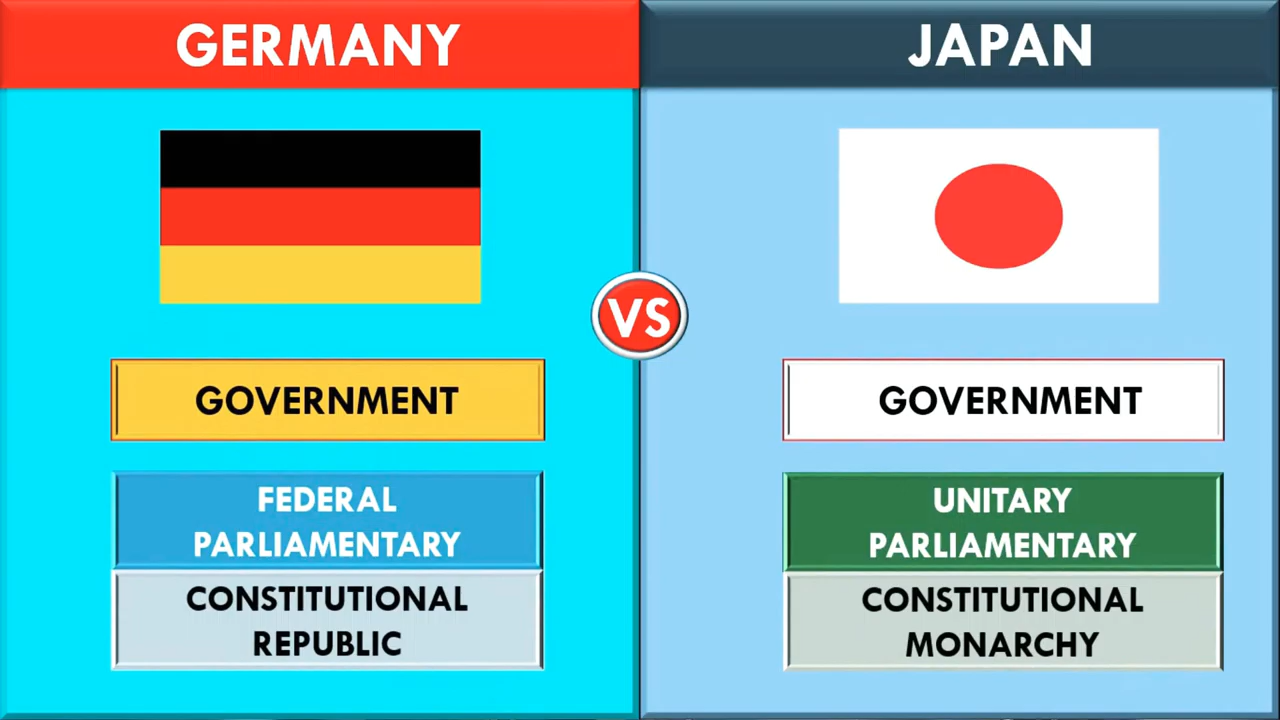 GERMANY
JAPAN
VS
GOVERNMENT
GOVERNMENT
FEDERAL
PARLIAMENTARY
CONSTITUTIONAL
REPUBLIC
UNITARY
PARLIAMENTARY
CONSTITUTIONAL
MONARCHY